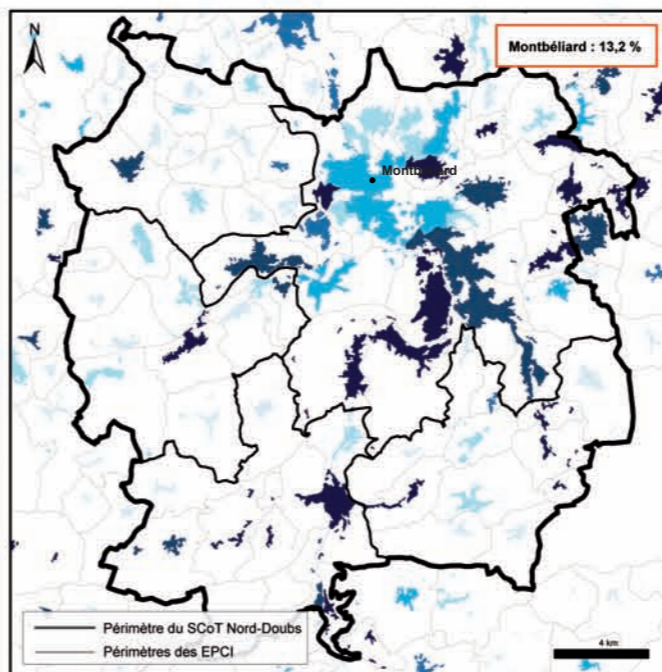 N
Montbéliard : 13,2 %
Montbéliard
Périmètre du SCoT Nord-Doubs
Périmètres des EPCI
4 km